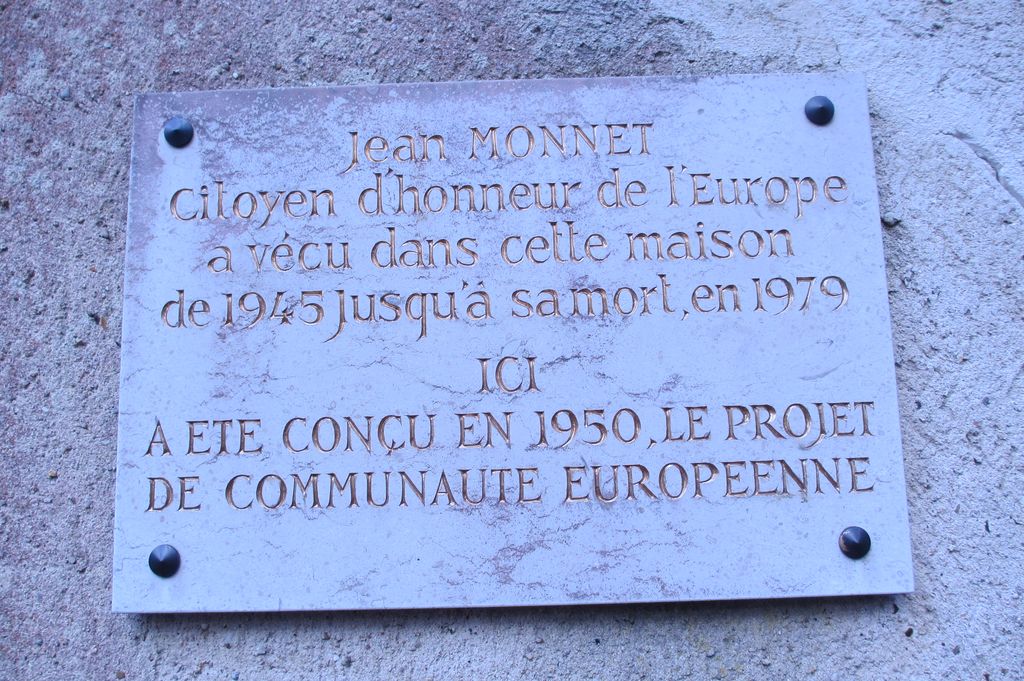 Jean MONNET
Citoyen d'honneur de l'Europe
a vécu dans cette maison
de 1945 jusqu'à sa mort, en 1979
ICI
A ETE CONÇU EN 1950, LE PROJET
DE COMMUNAUTE EUROPEENNE